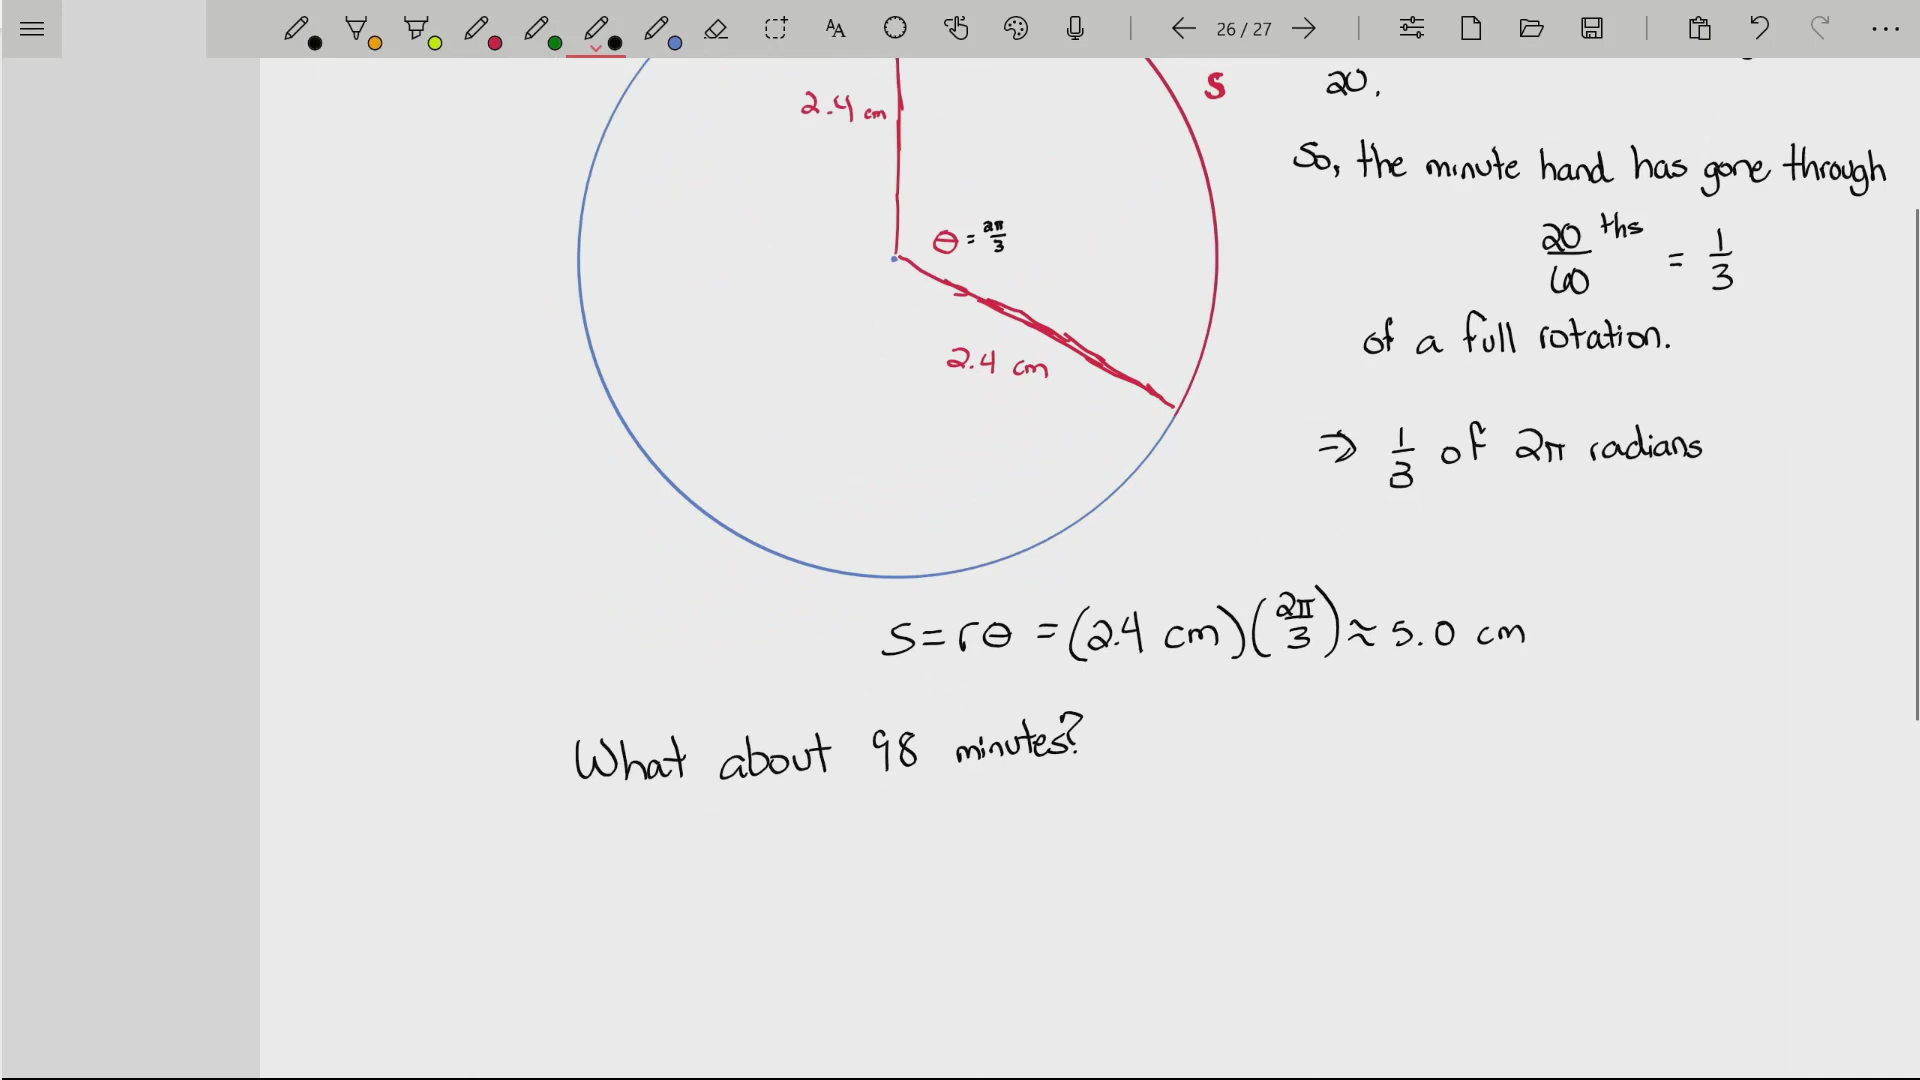 26 / 27
2.4 cm
S
20.
So, the minute hand has gone through
20 ths / 60 = 1/3
θ = 2π/3
of a full rotation.
2.4 cm
⇒ 1/3 of 2π radians
S = rθ = (2.4 cm)(2π/3) ≈ 5.0 cm
What about 98 minutes?